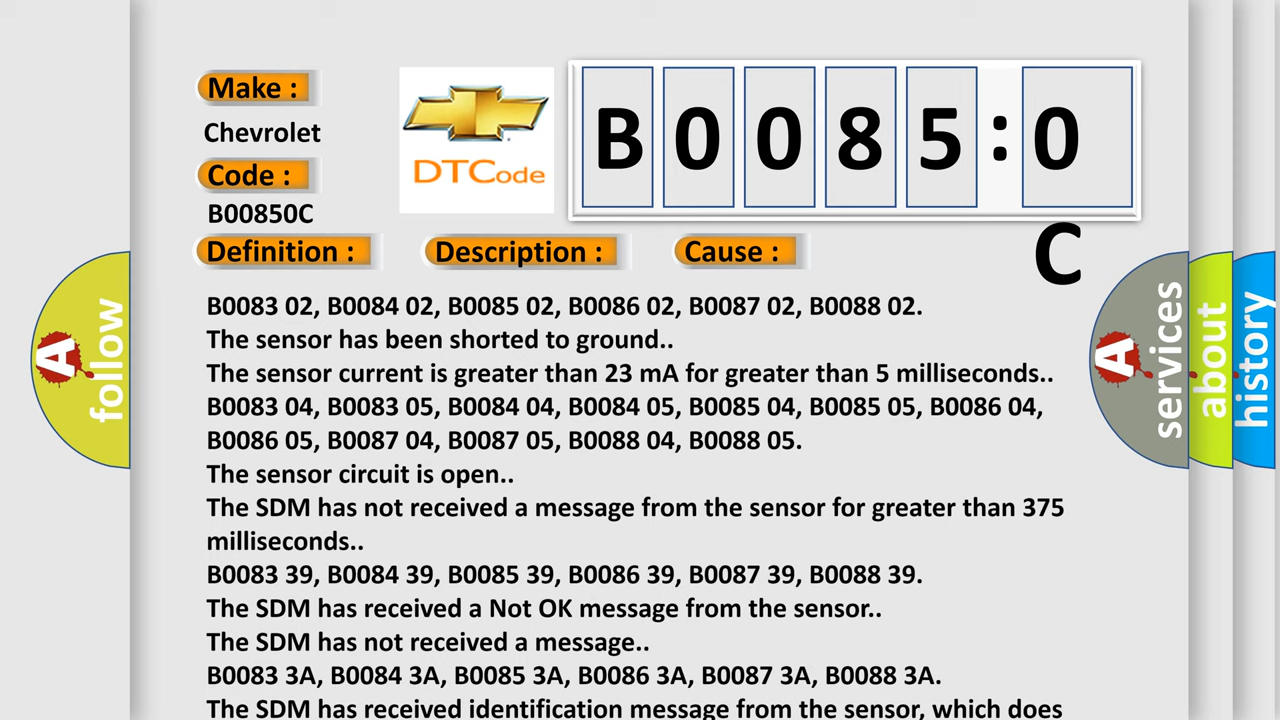 Make :
Chevrolet
Code :
B00850C
DTCode
B0085:0C
Definition :
Description :
Cause :
B0083 02, B0084 02, B0085 02, B0086 02, B0087 02, B0088 02.
The sensor has been shorted to ground..
The sensor current is greater than 23 mA for greater than 5 milliseconds..
B0083 04, B0083 05, B0084 04, B0084 05, B0085 04, B0085 05, B0086 04,
B0086 05, B0087 04, B0087 05, B0088 04, B0088 05.
The sensor circuit is open..
The SDM has not received a message from the sensor for greater than 375
milliseconds..
B0083 39, B0084 39, B0085 39, B0086 39, B0087 39, B0088 39.
The SDM has received a Not OK message from the sensor..
The SDM has not received a message..
B0083 3A, B0084 3A, B0085 3A, B0086 3A, B0087 3A, B0088 3A.
The SDM has received identification message from the sensor, which does
A follow
A services
about
history